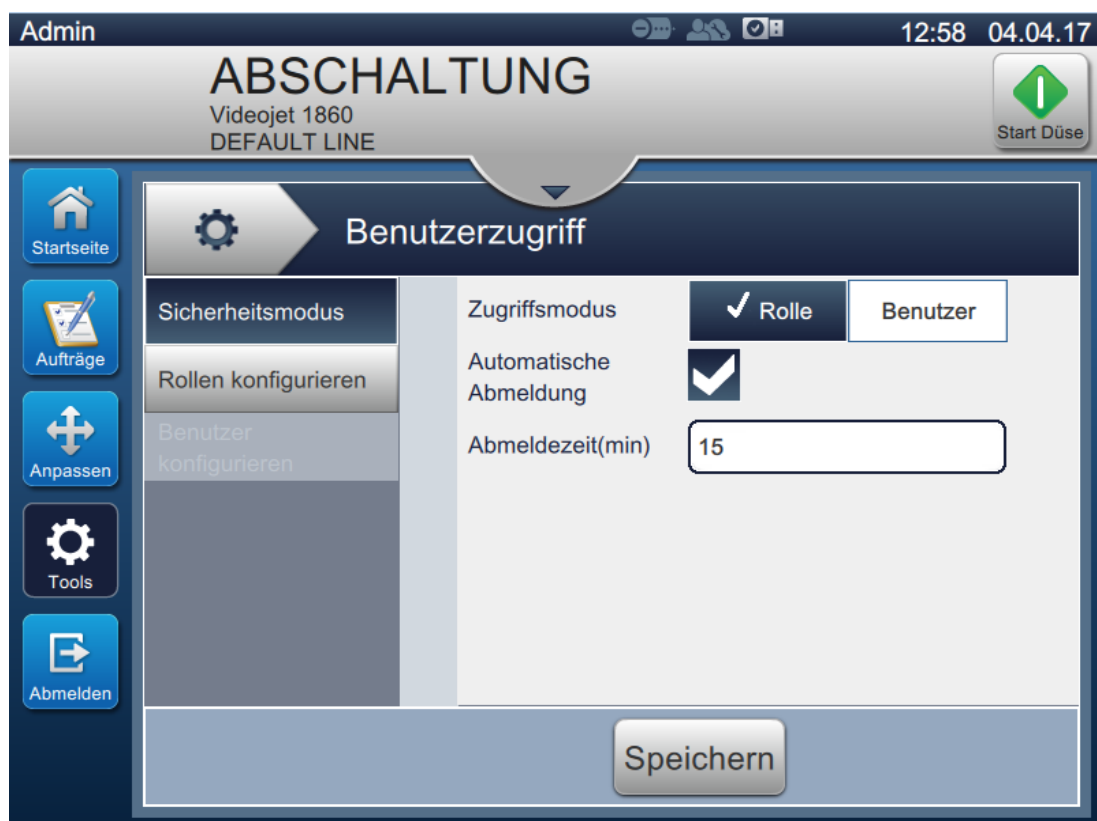 Admin
12:58 04.04.17
ABSCHALTUNG
Videojet 1860
DEFAULT LINE
Start Düse
Startseite
Aufträge
Anpassen
Tools
Abmelden
Benutzerzugriff
Sicherheitsmodus
Rollen konfigurieren
Benutzer
konfigurieren
Zugriffsmodus
Rolle
Benutzer
Automatische
Abmeldung
Abmeldezeit(min)
15
Speichern